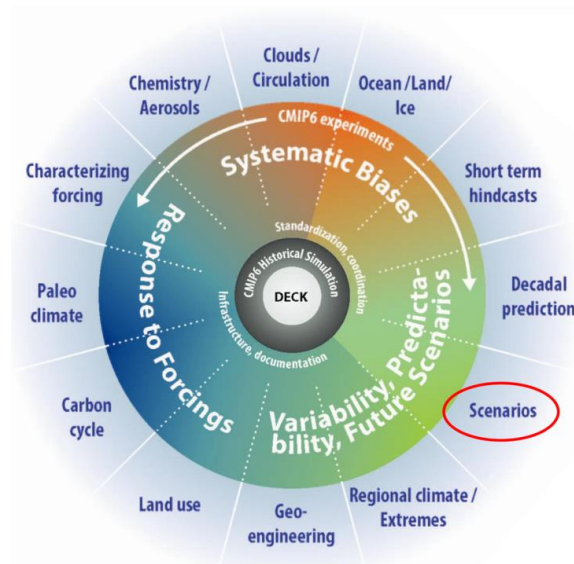 Clouds /
Circulation
Ocean /Land/
Ice
Short term
hindcasts
Decadal
prediction
Scenarios
Regional climate /
Extremes
Geo-
engineering
Land use
Carbon
cycle
Paleo
climate
Characterizing
forcing
Chemistry /
Aerosols
CMIP6 experiments
Systematic Biases
Variability, Predicta-
bility, Future Scenarios
Response to Forcings
Standardization, coordination
Infrastructure, documentation
CMIP6 Historical Simulation
DECK